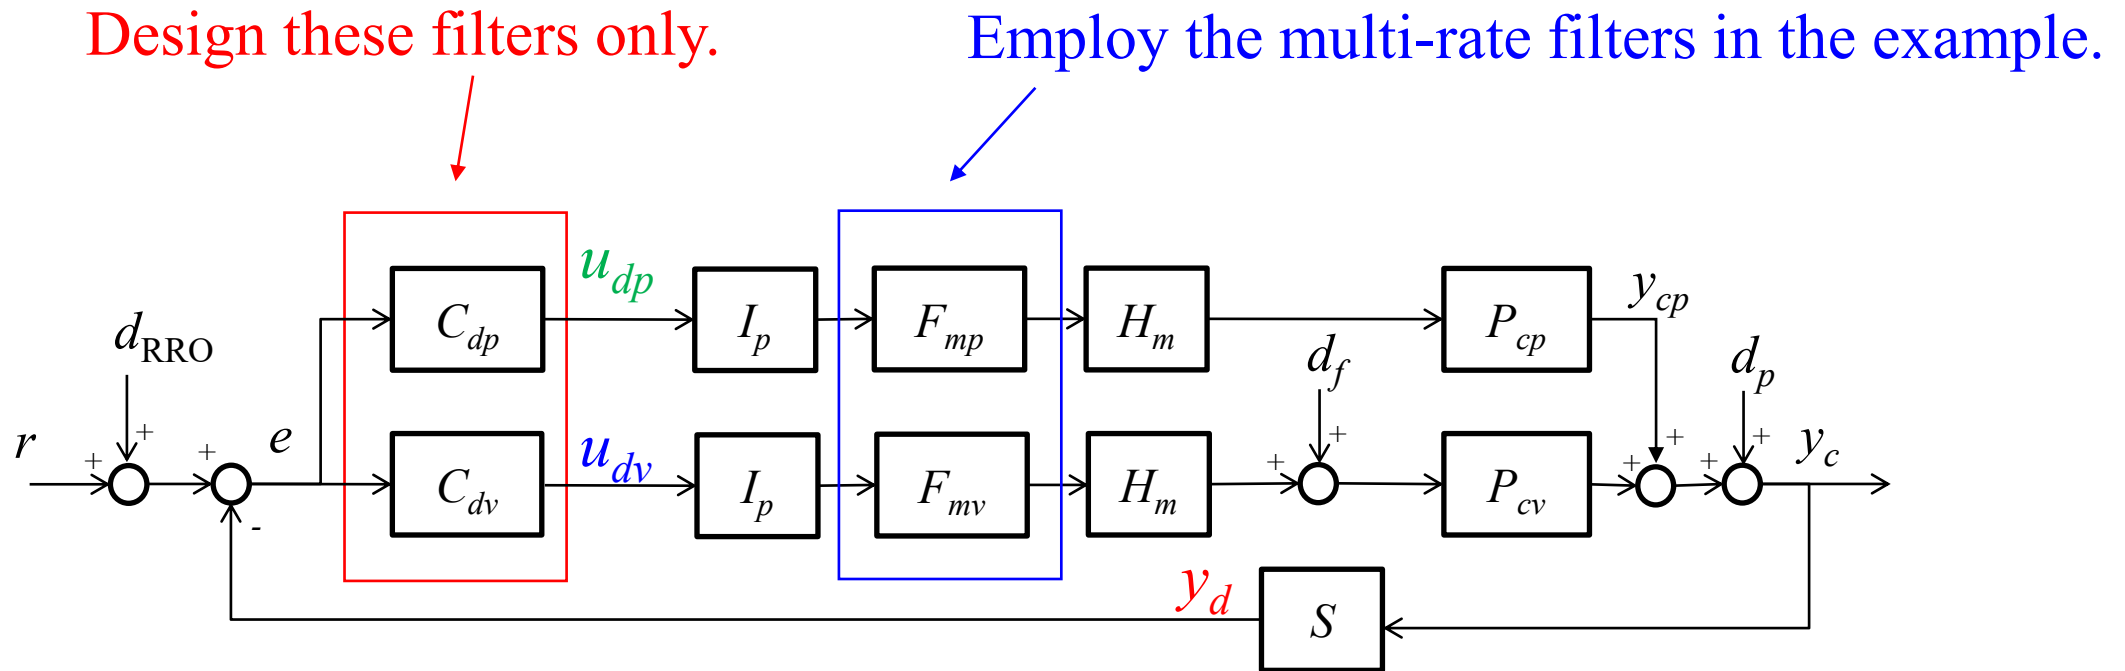 Design these filters only.
Employ the multi-rate filters in the example.
C_dp
u_dp
I_p
F_mp
H_m
P_cp
y_cp
d_RRO
+
d_f
+
+
d_p
+
r
+
+
e
C_dv
u_dv
I_p
F_mv
H_m
+
P_cv
+
+
y_c
-
y_d
S